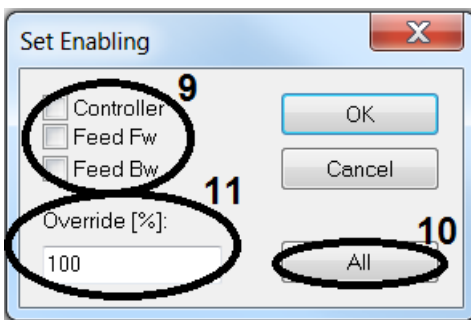 Set Enabling
9
Controller
OK
Feed Fw
Feed Bw
Cancel
11
Override [%]:
10
100
All